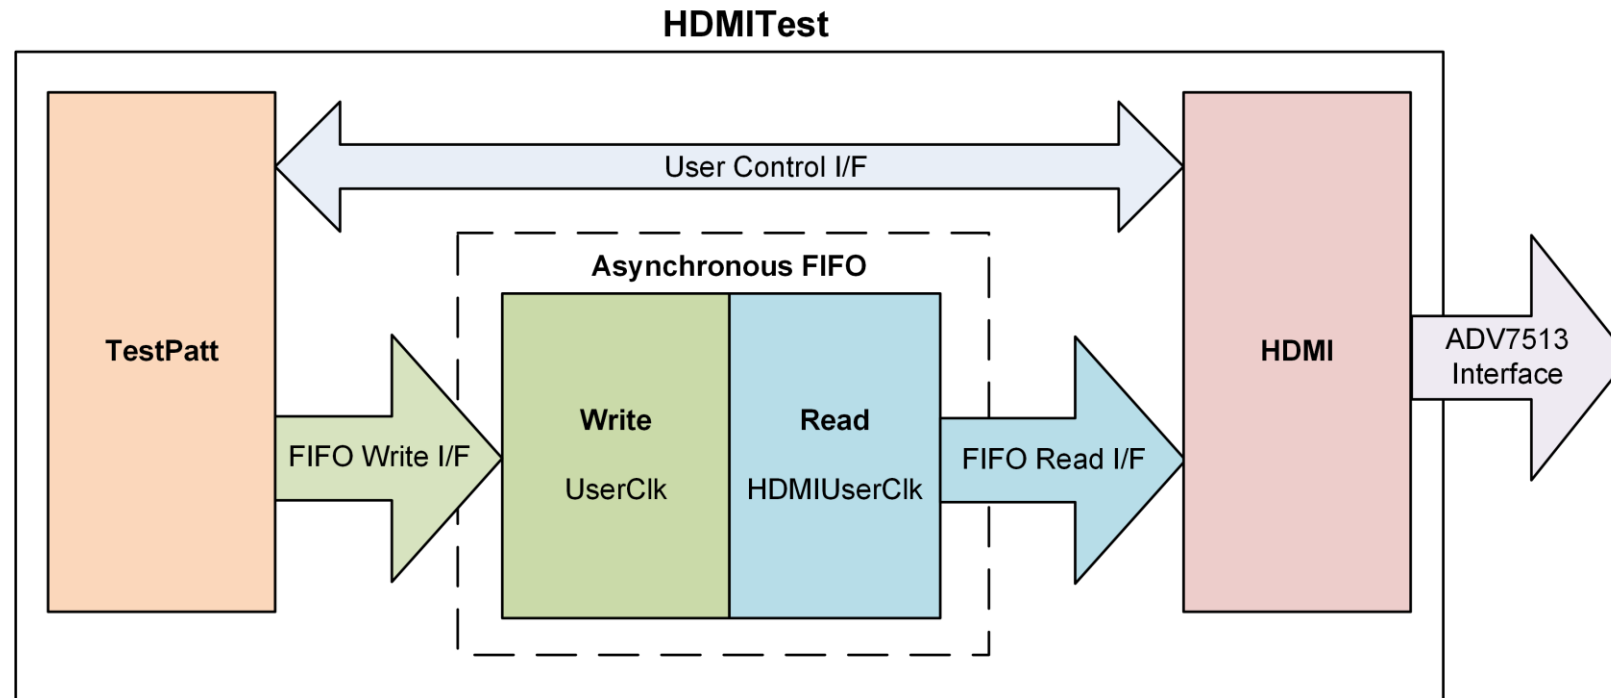 HDMITest
User Control I/F
Asynchronous FIFO
TestPatt
FIFO Write I/F
Write
UserClk
Read
HDMIUserClk
FIFO Read I/F
HDMI
ADV7513
Interface